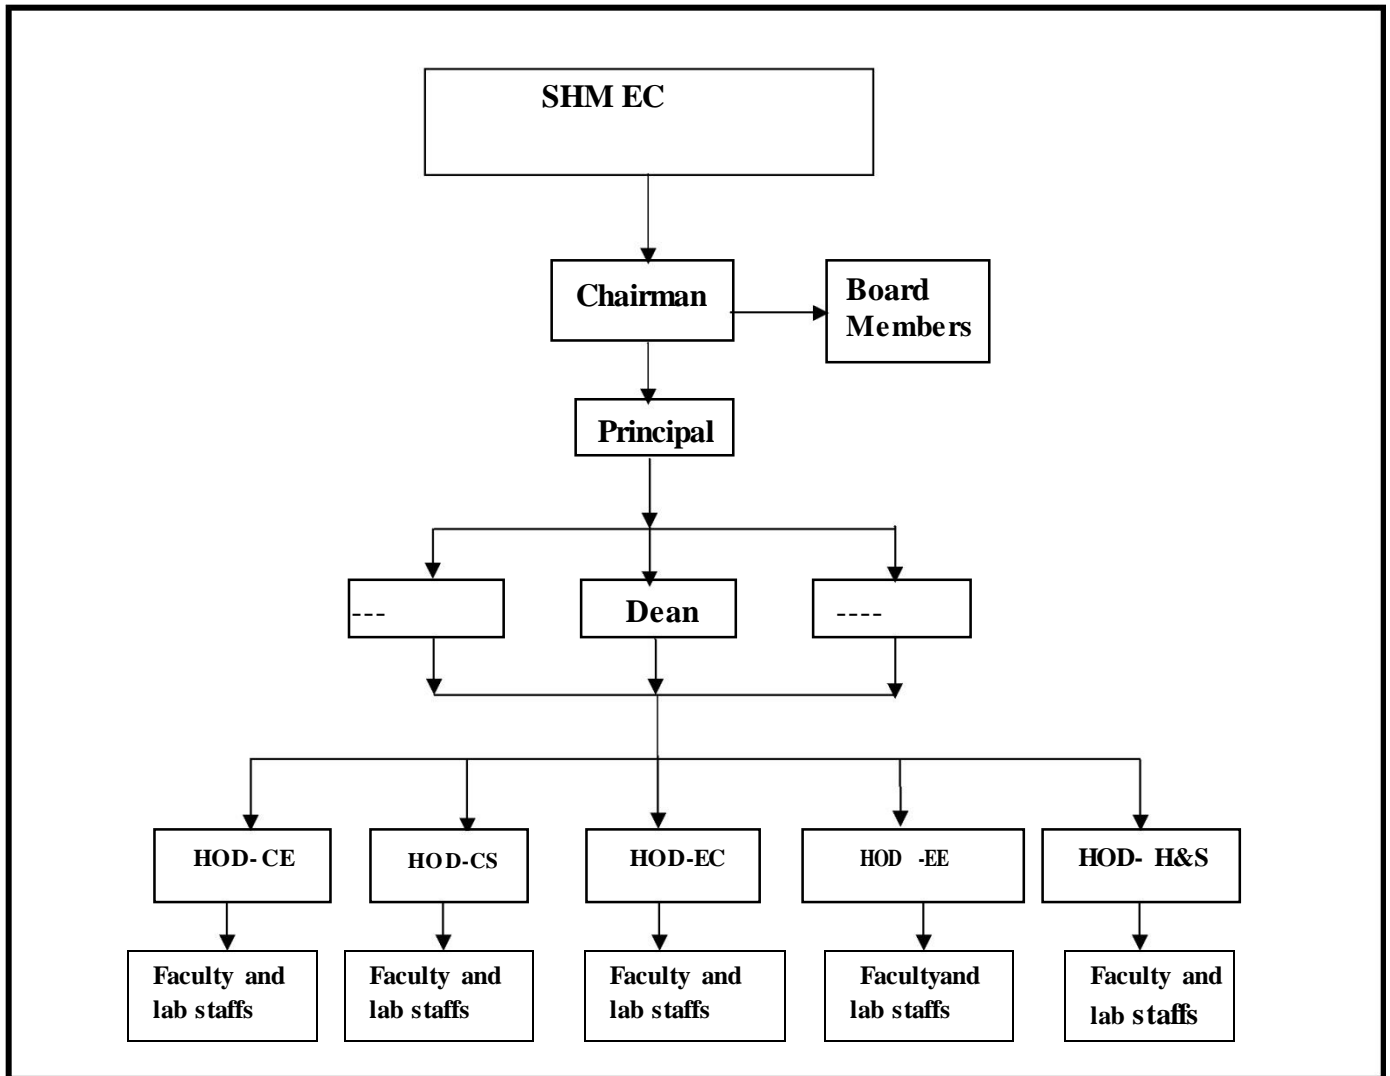 SHM EC
Chairman
Board
Members
Principal
---
Dean
----
HOD- CE
HOD-CS
HOD-EC
HOD -EE
HOD- H&S
Faculty and
lab staffs
Faculty and
lab staffs
Faculty and
lab staffs
Facultyand
lab staffs
Faculty and
lab staffs